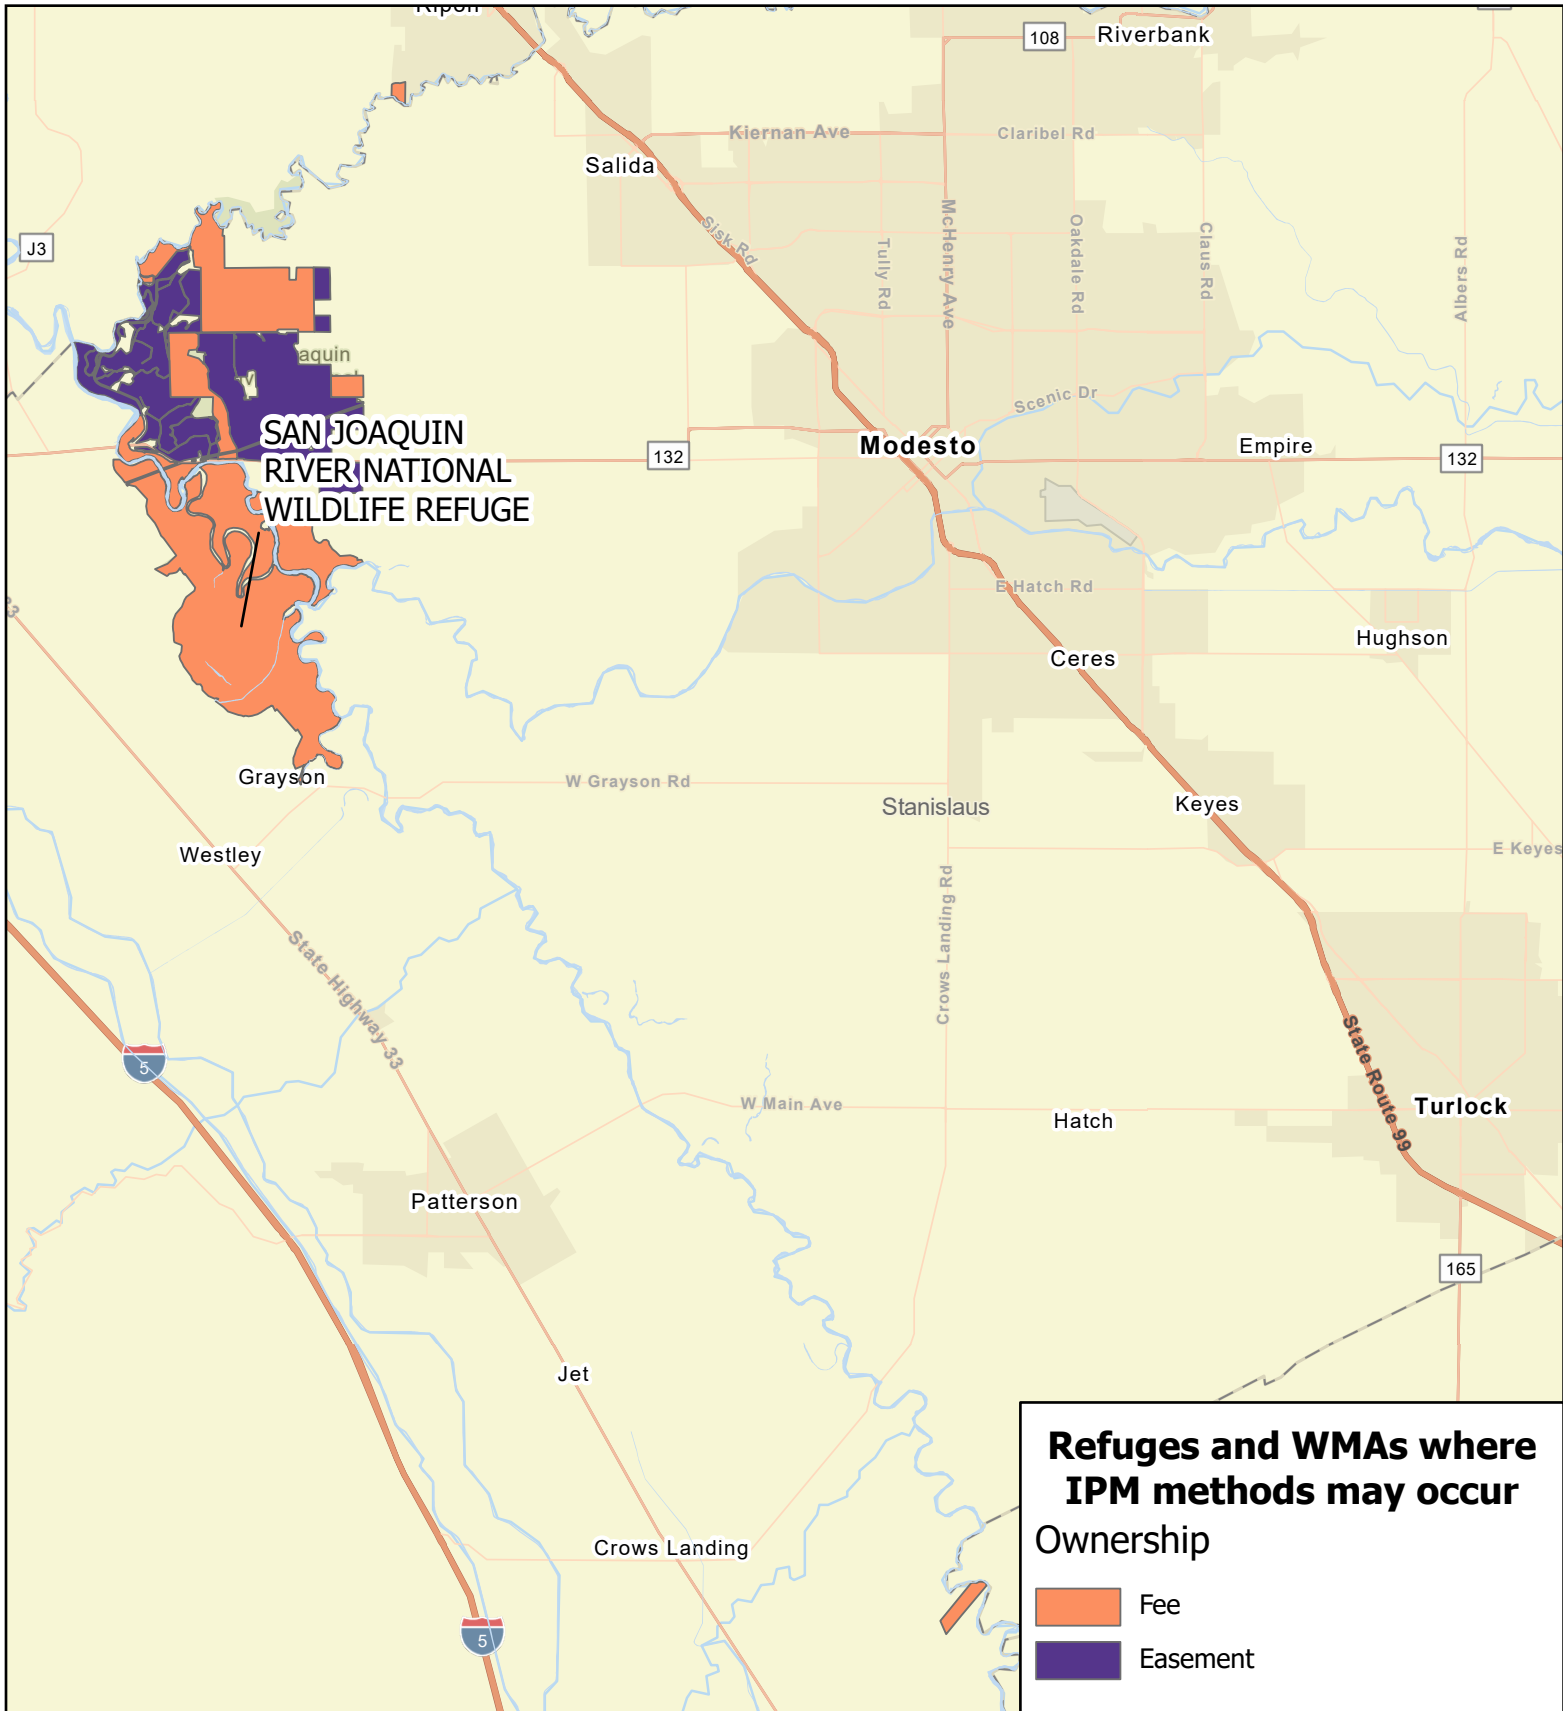 Ripon
108
Riverbank
Kiernan Ave
Claribel Rd
Salida
Sisk Rd
McHenry Ave
Tully Rd
Oakdale Rd
Claus Rd
Albers Rd
J3
aquin
SAN JOAQUIN
RIVER NATIONAL
WILDLIFE REFUGE
132
Scenic Dr
Modesto
Empire
132
E Hatch Rd
33
Hughson
Ceres
Grayson
W Grayson Rd
Stanislaus
Keyes
Westley
E Keyes
Crows Landing Rd
State Highway 33
5
State Route 99
W Main Ave
Hatch
Turlock
Patterson
165
Jet
Crows Landing
5
Refuges and WMAs where
IPM methods may occur
Ownership
Fee
Easement